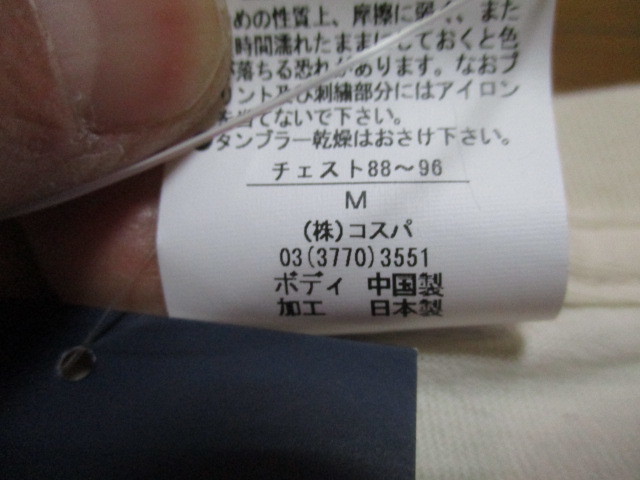 めの性質上、摩擦に弱く、また
時間濡れたままにしておくと色
落ちる恐れがあります。なおプ
リント及び刺繍部分にはアイロン
を当てないで下さい。
●タンブラー乾燥はおさけ下さい。
チェスト88～96
M
(株)コスパ
03(3770)3551
ボディ 中国製
加工 日本製